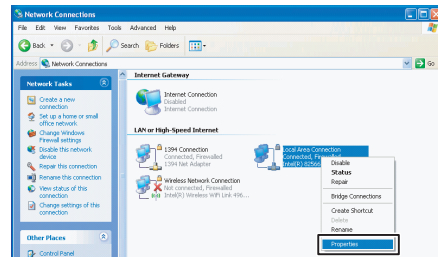 Network Connections
File Edit View Favorites Tools Advanced Help
Back Search Folders
Address Network Connections Go
Network Tasks
Create a new
connection
Set up a home or small
office network
Change Windows
Firewall settings
Disable this network
device
Repair this connection
Rename this connection
View status of this
connection
Change settings of this
connection
Other Places
Control Panel
Internet Gateway
Internet Connection
Disabled
Internet Connection
LAN or High-Speed Internet
1394 Connection
Connected, Firewalled
1394 Net Adapter
Wireless Network Connection
Not connected, Firewalled
Intel(R) Wireless WiFi Link 496...
Local Area Connection
Connected, Firewalled
Intel(R) 82566
Disable
Status
Repair
Bridge Connections
Create Shortcut
Delete
Rename
Properties